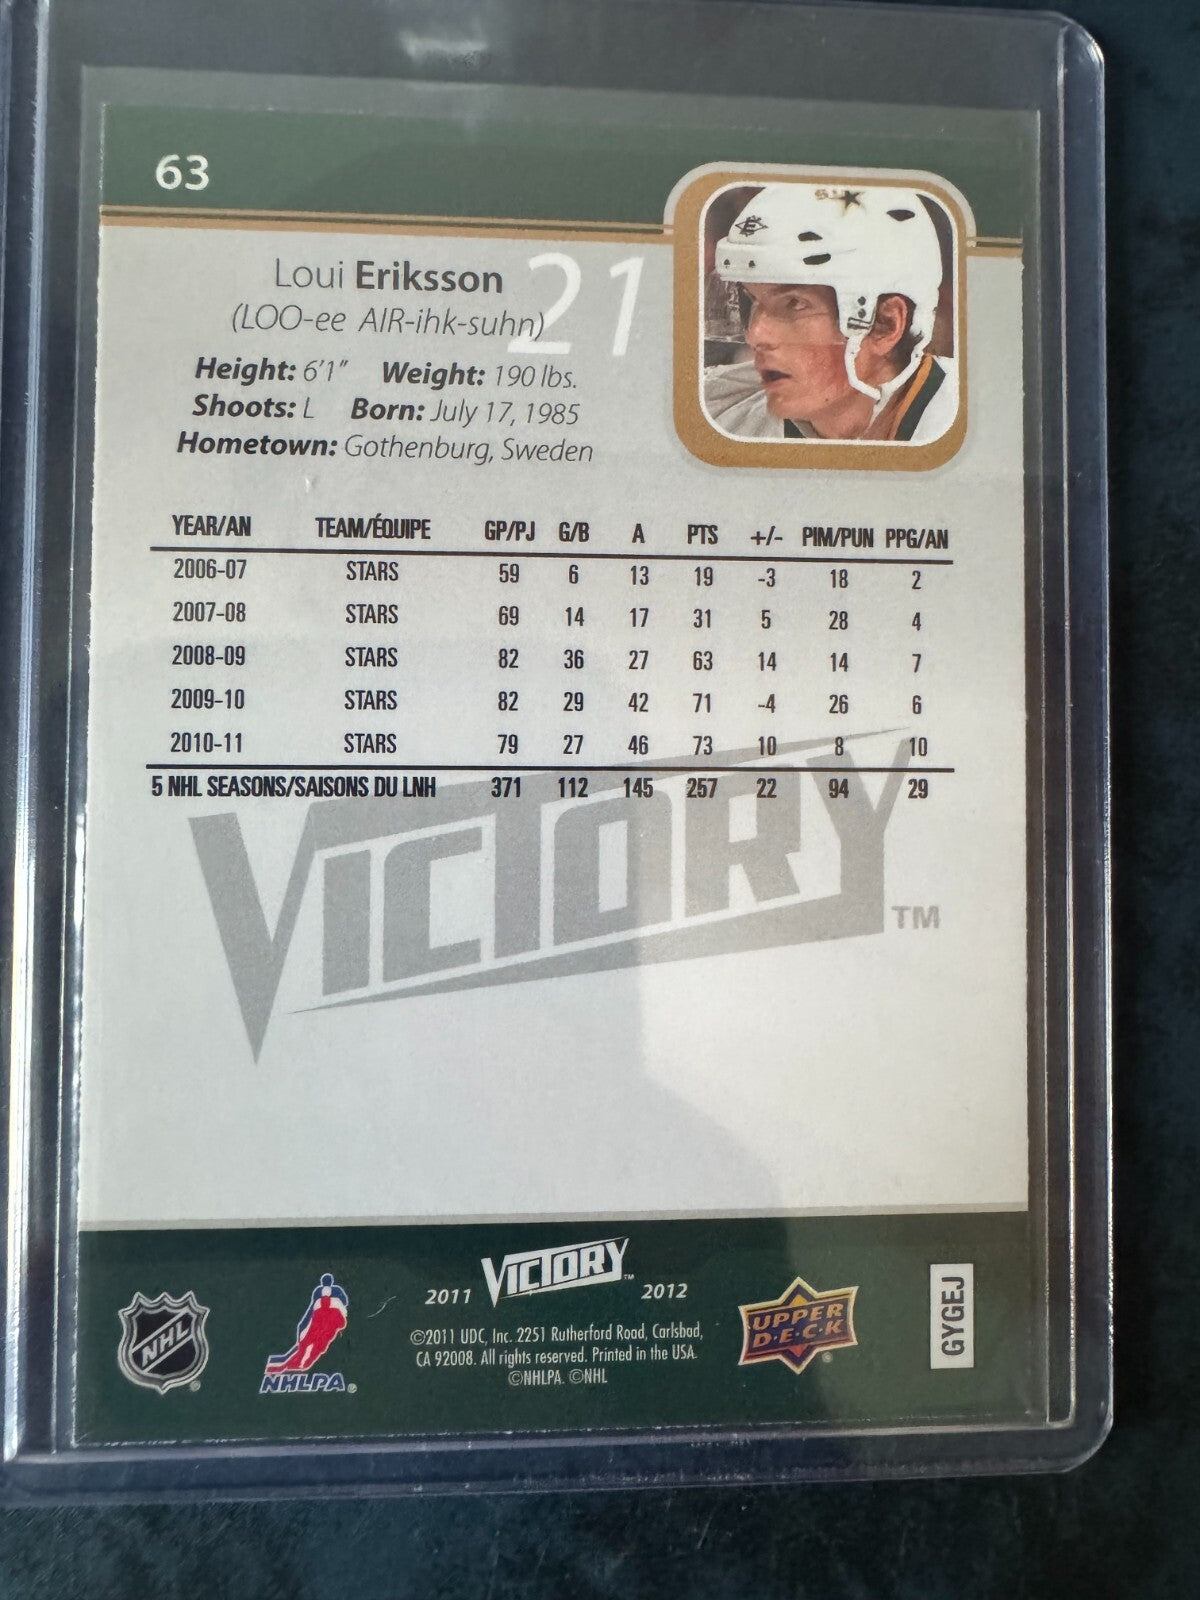 63
21
Loui Eriksson
(LOO-ee AIR-ihk-suhn)
Height: 6'1" Weight: 190 lbs.
Shoots: L Born: July 17, 1985
Hometown: Gothenburg, Sweden
YEAR/AN TEAM/ÉQUIPE GP/PJ G/B A PTS +/- PIM/PUN PPG/AN
2006-07 STARS 59 6 13 19 -3 18 2
2007-08 STARS 69 14 17 31 5 28 4
2008-09 STARS 82 36 27 63 14 14 7
2009-10 STARS 82 29 42 71 -4 26 6
2010-11 STARS 79 27 46 73 10 8 10
5 NHL SEASONS/SAISONS DU LNH 371 112 145 257 22 94 29
VICTORY TM
2011 VICTORY TM 2012
NHL ®
NHLPA ®
©2011 UDC, Inc. 2251 Rutherford Road, Carlsbad,
CA 92008. All rights reserved. Printed in the USA.
©NHLPA. ©NHL
UPPER
D·E·C·K ®
GYGEJ